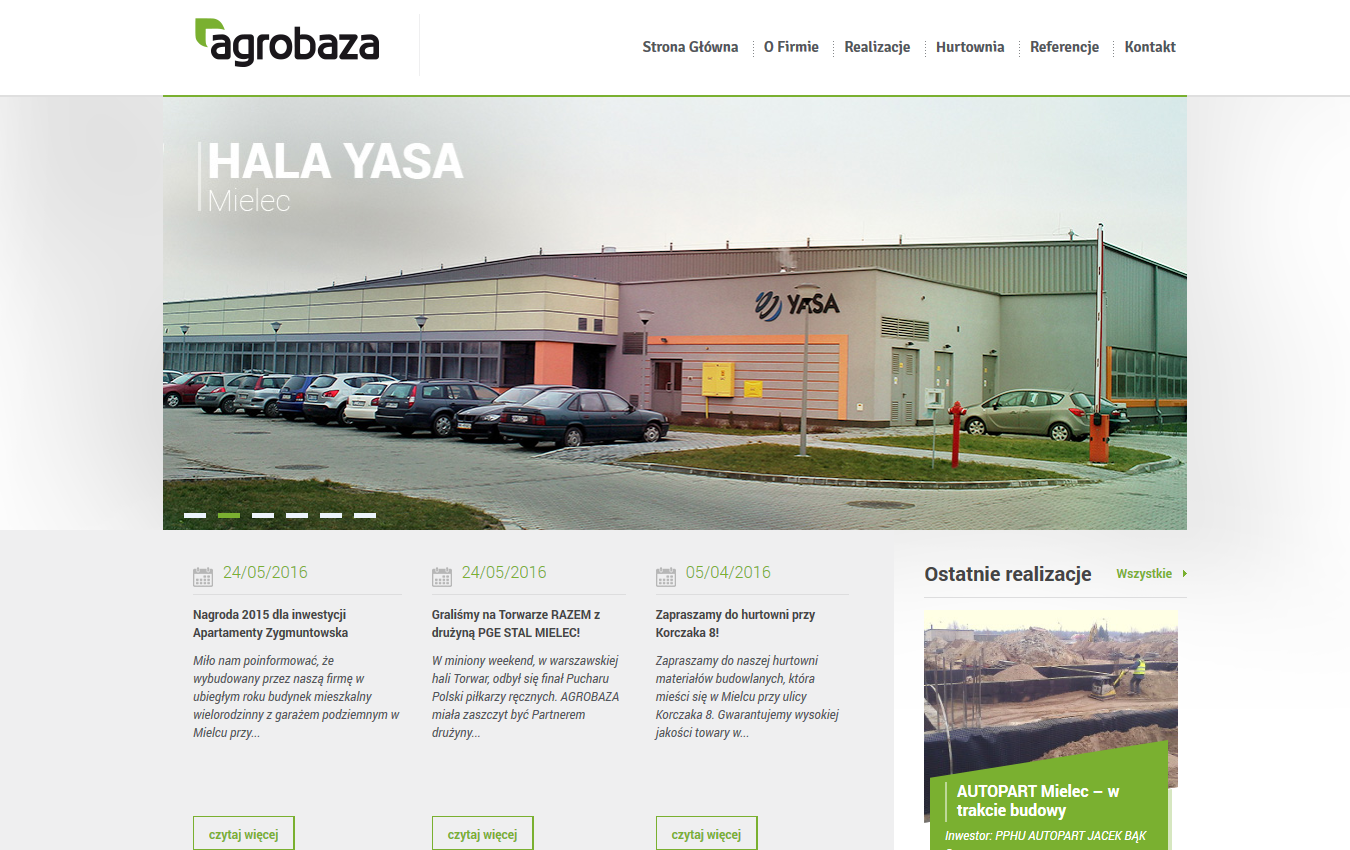 agrobaza
Strona Główna
O Firmie
Realizacje
Hurtownia
Referencje
Kontakt
HALA YASA
Mielec
YASA
24/05/2016
Nagroda 2015 dla inwestycji
Apartamenty Zygmuntowska
Miło nam poinformować, że
wybudowany przez naszą firmę w
ubiegłym roku budynek mieszkalny
wielorodzinny z garażem podziemnym w
Mielcu przy...
czytaj więcej
24/05/2016
Graliśmy na Torwarze RAZEM z
drużyną PGE STAL MIELEC!
W miniony weekend, w warszawskiej
hali Torwar, odbył się finał Pucharu
Polski piłkarzy ręcznych. AGROBAZA
miała zaszczyt być Partnerem
drużyny...
czytaj więcej
05/04/2016
Zapraszamy do hurtowni przy
Korczaka 8!
Zapraszamy do naszej hurtowni
materiałów budowlanych, która
mieści się w Mielcu przy ulicy
Korczaka 8. Gwarantujemy wysokiej
jakości towary w...
czytaj więcej
Ostatnie realizacje
Wszystkie
AUTOPART Mielec – w
trakcie budowy
Inwestor: PPHU AUTOPART JACEK BĄK